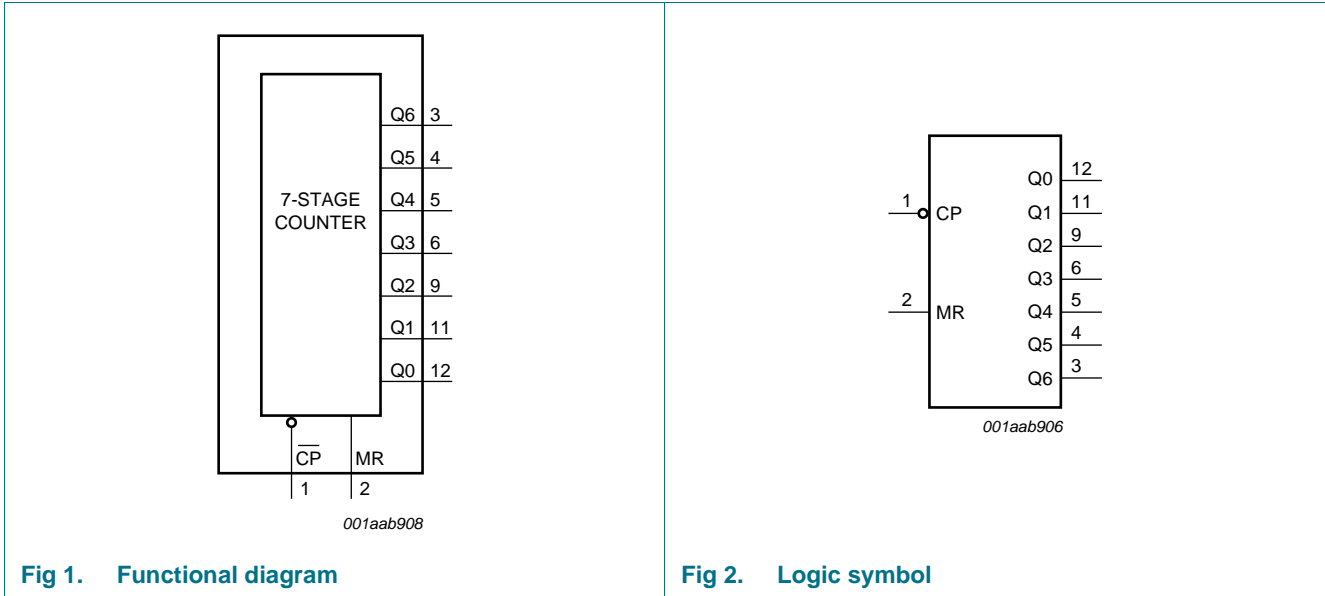 Q6 3
Q5 4
7-STAGE
COUNTER
Q4 5
Q3 6
Q2 9
Q1 11
Q0 12
C̅P̅ MR
1 2
001aab908
Fig 1. Functional diagram
Q0 12
1 CP
Q1 11
Q2 9
Q3 6
2 MR
Q4 5
Q5 4
Q6 3
001aab906
Fig 2. Logic symbol